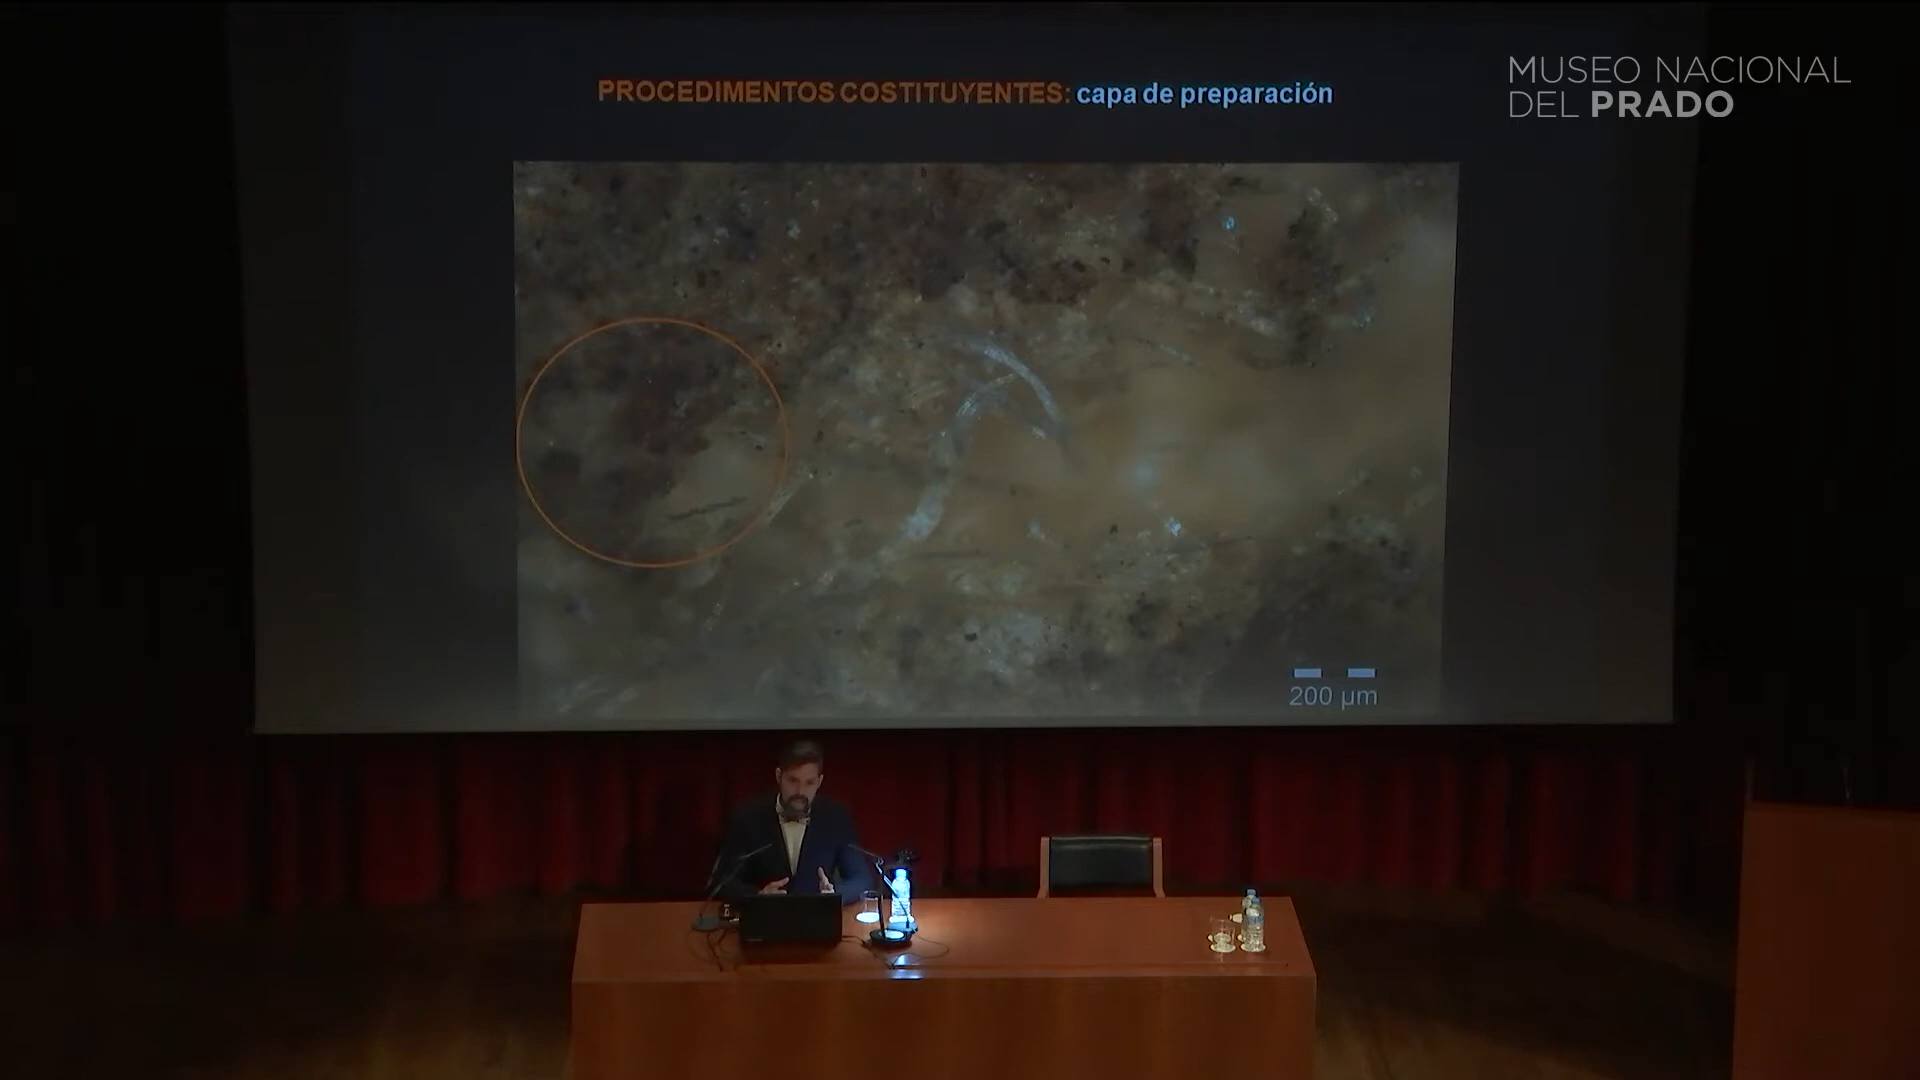 PROCEDIMENTOS COSTITUYENTES: capa de preparación
MUSEO NACIONAL
DEL PRADO
200 µm